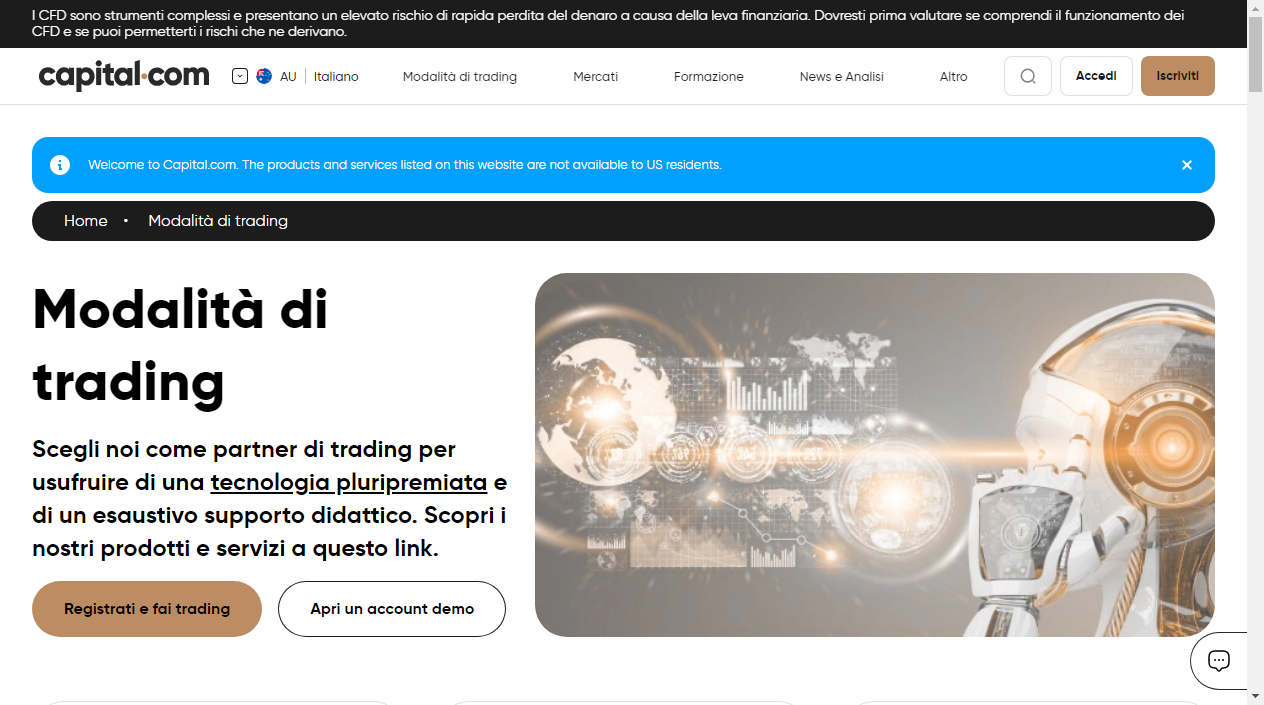 I CFD sono strumenti complessi e presentano un elevato rischio di rapida perdita del denaro a causa della leva finanziaria. Dovresti prima valutare se comprendi il funzionamento dei
CFD e se puoi permetterti i rischi che ne derivano.
capital.com
AU
Italiano
Modalità di trading
Mercati
Formazione
News e Analisi
Altro
Accedi
Iscriviti
Welcome to Capital.com. The products and services listed on this website are not available to US residents.
Home • Modalità di trading
Modalità di
trading
Scegli noi come partner di trading per
usufruire di una tecnologia pluripremiata e
di un esaustivo supporto didattico. Scopri i
nostri prodotti e servizi a questo link.
Registrati e fai trading
Apri un account demo